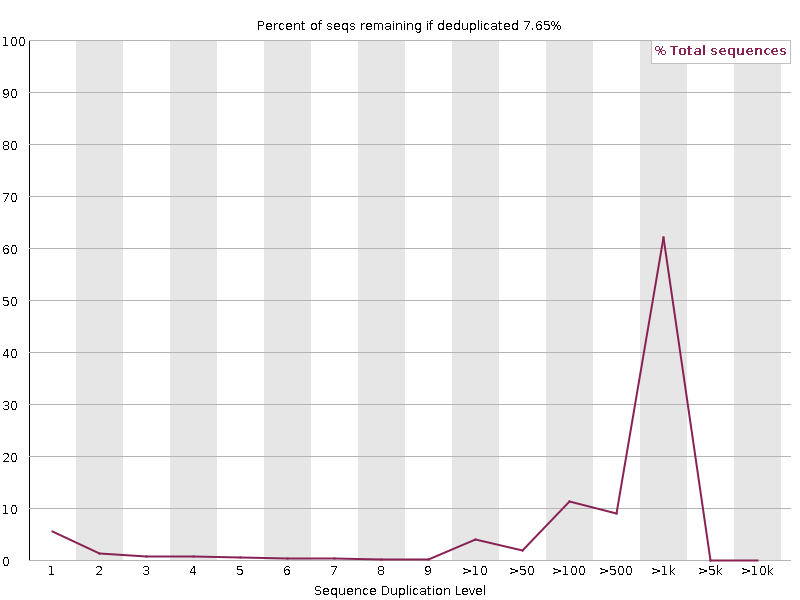 Percent of seqs remaining if deduplicated 7.65%
% Total sequences
100
90
80
70
60
50
40
30
20
10
0
1 2 3 4 5 6 7 8 9 >10 >50 >100 >500 >1k >5k >10k
Sequence Duplication Level